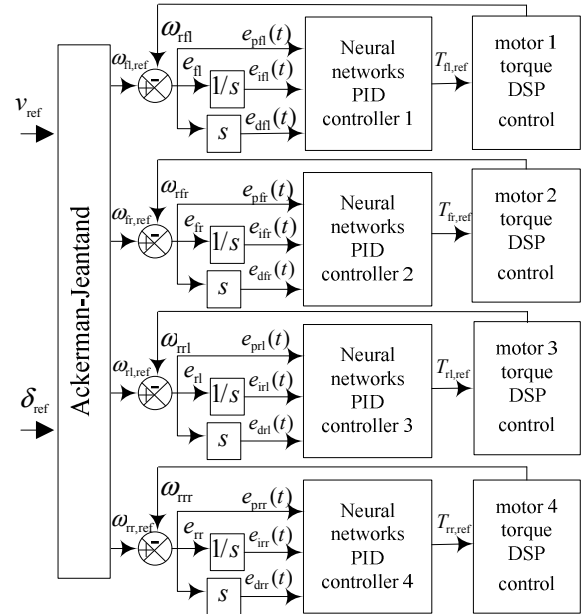 v_ref
δ_ref
Ackerman-Jeantand
ω_rfl
ω_fl,ref
-
+
e_fl
1/s
s
e_pfl(t)
e_ifl(t)
e_dfl(t)
Neural
networks
PID
controller 1
T_fl,ref
motor 1
torque
DSP
control
ω_rfr
ω_fr,ref
-
+
e_fr
1/s
s
e_pfr(t)
e_ifr(t)
e_dfr(t)
Neural
networks
PID
controller 2
T_fr,ref
motor 2
torque
DSP
control
ω_rrl
ω_rl,ref
-
+
e_rl
1/s
s
e_prl(t)
e_irl(t)
e_drl(t)
Neural
networks
PID
controller 3
T_rl,ref
motor 3
torque
DSP
control
ω_rrr
ω_rr,ref
-
+
e_rr
1/s
s
e_prr(t)
e_irr(t)
e_drr(t)
Neural
networks
PID
controller 4
T_rr,ref
motor 4
torque
DSP
control